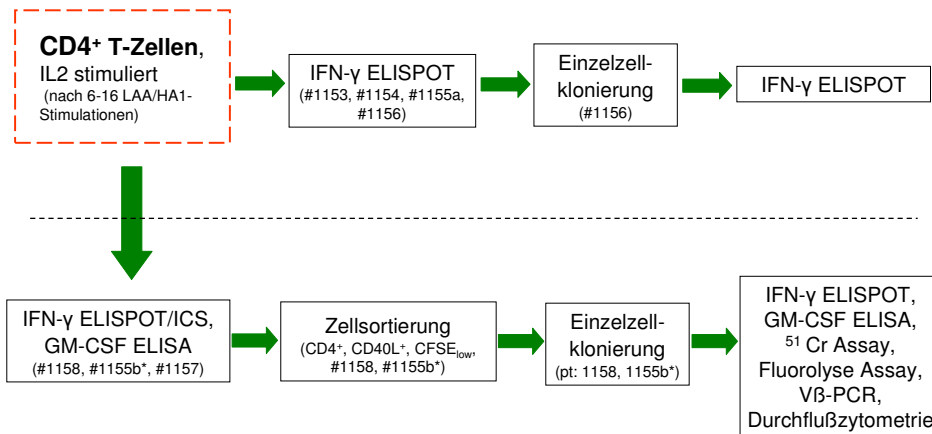 CD4⁺ T-Zellen,
IL2 stimuliert
(nach 6-16 LAA/HA1-
Stimulationen)
IFN-γ ELISPOT
(#1153, #1154, #1155a,
#1156)
Einzelzell-
klonierung
(#1156)
IFN-γ ELISPOT
IFN-γ ELISPOT/ICS,
GM-CSF ELISA
(#1158, #1155b*, #1157)
Zellsortierung
(CD4⁺, CD40L⁺, CFSElow,
#1158, #1155b*)
Einzelzell-
klonierung
(pt: 1158, 1155b*)
IFN-γ ELISPOT,
GM-CSF ELISA,
⁵¹ Cr Assay,
Fluorolyse Assay,
Vß-PCR,
Durchflußzytometrie